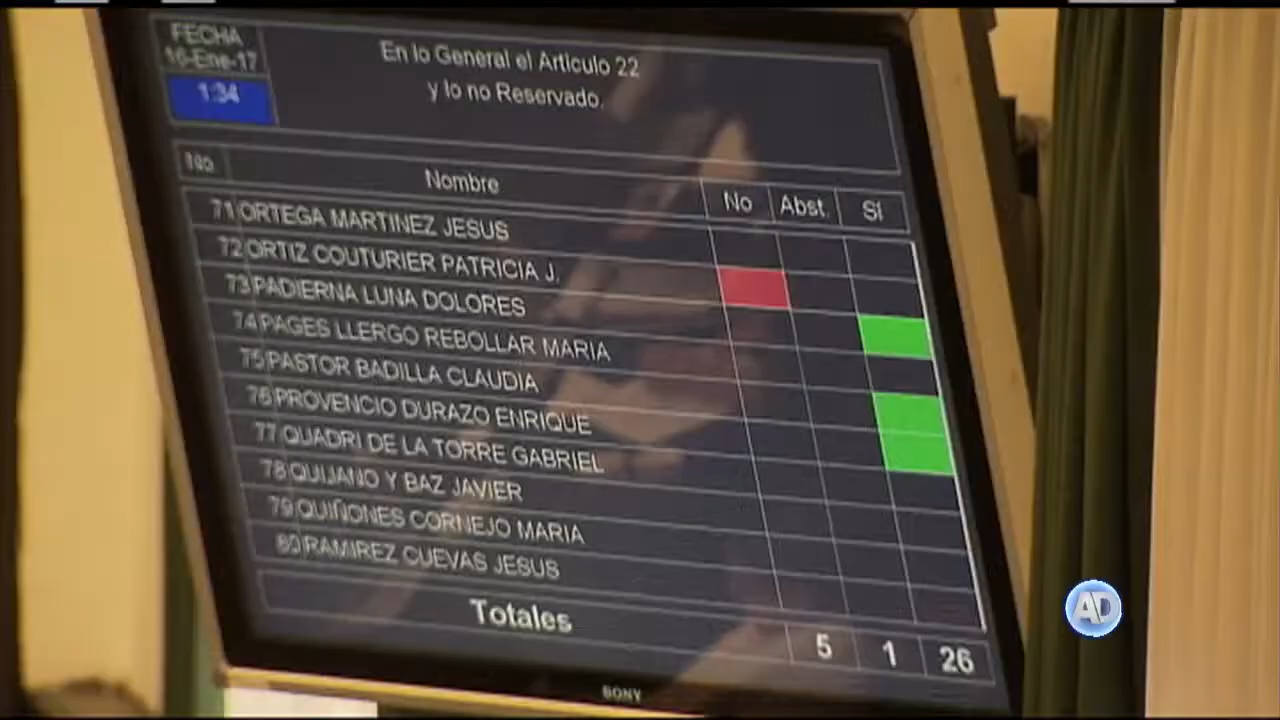 FECHA
16-Ene-17
1:34
En lo General el Artículo 22
y lo no Reservado.
No Nombre No Abst. Sí
71 ORTEGA MARTINEZ JESUS
72 ORTIZ COUTURIER PATRICIA J.
73 PADIERNA LUNA DOLORES
74 PAGES LLERGO REBOLLAR MARIA
75 PASTOR BADILLA CLAUDIA
76 PROVENCIO DURAZO ENRIQUE
77 QUADRI DE LA TORRE GABRIEL
78 QUIJANO Y BAZ JAVIER
79 QUIÑONES CORNEJO MARIA
80 RAMIREZ CUEVAS JESUS
Totales 5 1 26
SONY
AD